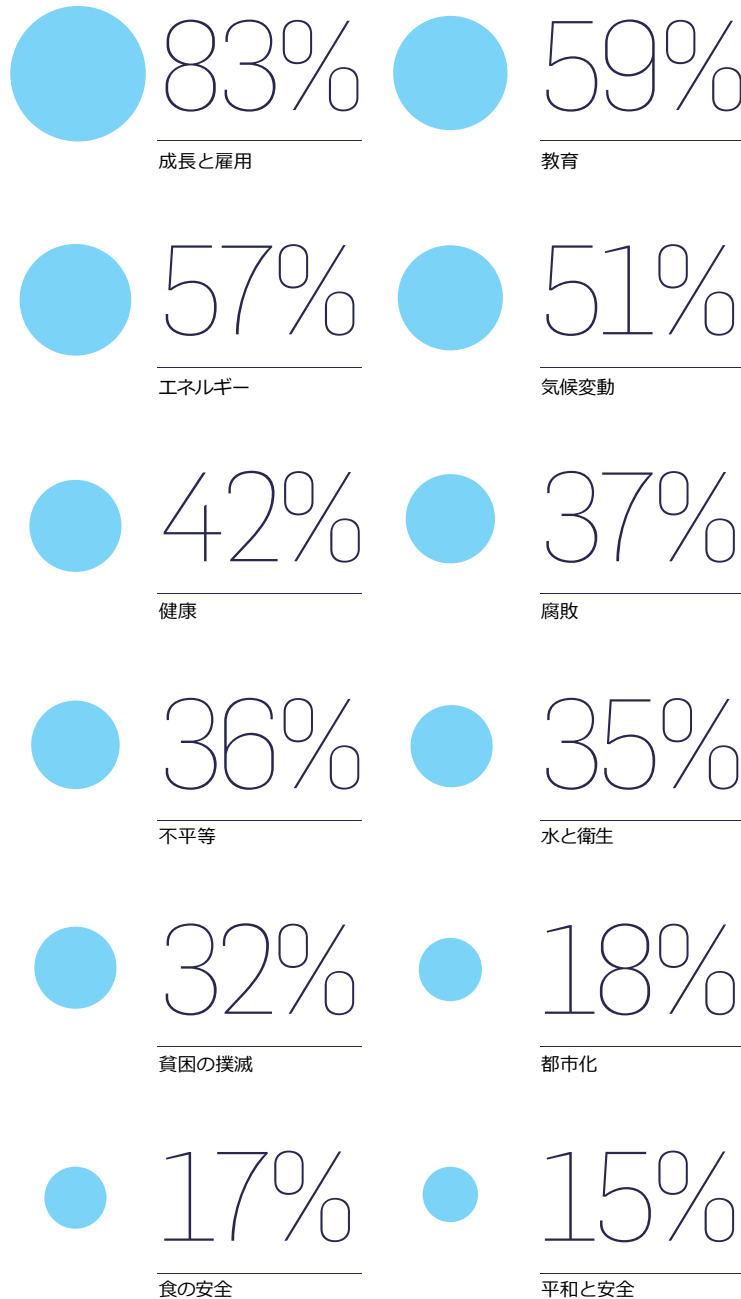 83%
成長と雇用
59%
教育
57%
エネルギー
51%
気候変動
42%
健康
37%
腐敗
36%
不平等
35%
水と衛生
32%
貧困の撲滅
18%
都市化
17%
食の安全
15%
平和と安全